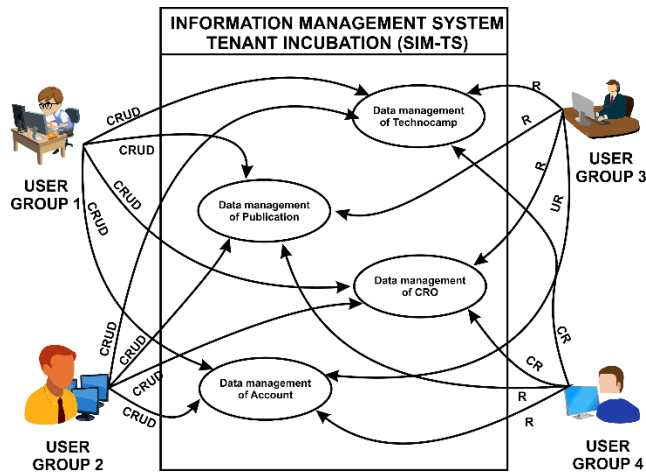 INFORMATION MANAGEMENT SYSTEM
TENANT INCUBATION (SIM-TS)
CRUD
R
Data management
of Technocamp
USER
GROUP 1
CRUD
R
USER
GROUP 3
CRUD
CRUD
R
UR
Data management
of Publication
Data management
of CRO
CRUD
CRUD
CRUD
CRUD
CR
CR
Data management
of Account
R
R
USER
GROUP 2
USER
GROUP 4